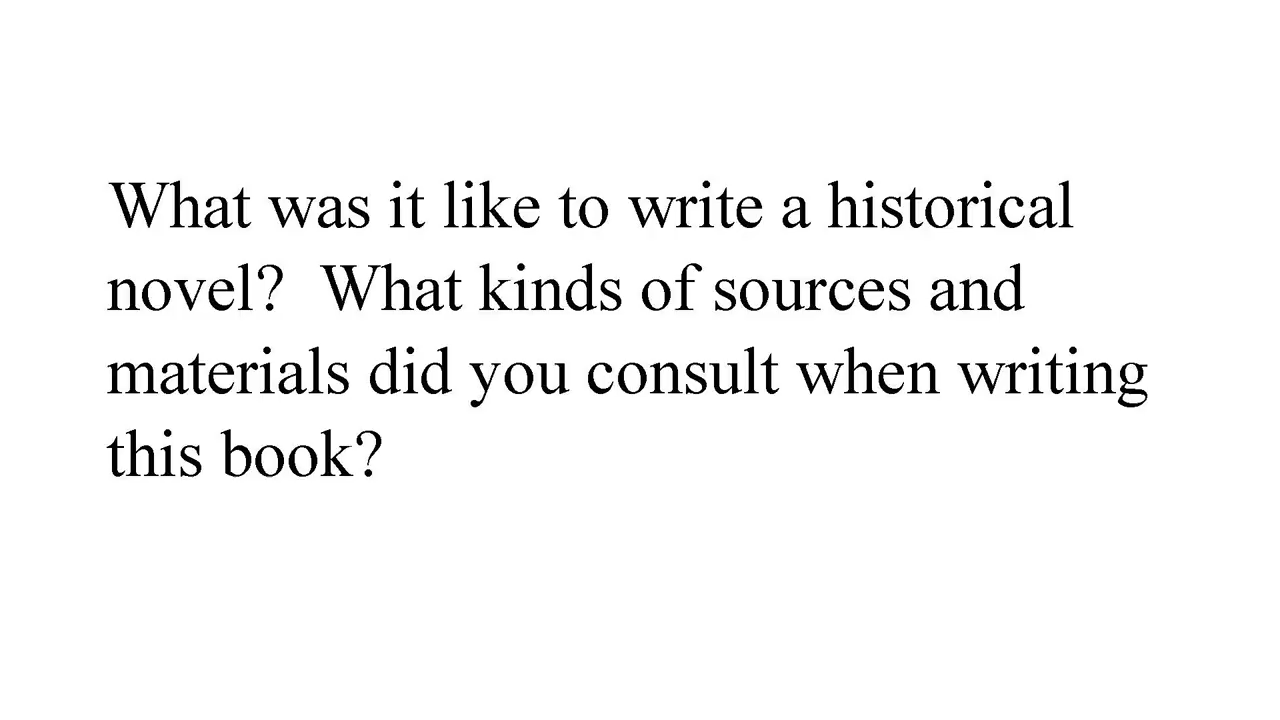 What was it like to write a historical
novel?  What kinds of sources and
materials did you consult when writing
this book?